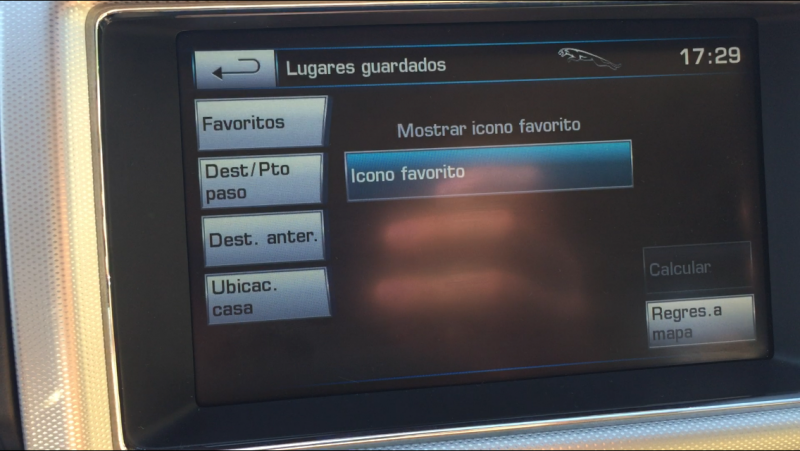 Lugares guardados
17:29
Favoritos
Mostrar icono favorito
Dest/Pto
paso
Icono favorito
Dest. anter.
Ubicac.
casa
Calcular
Regres.a
mapa